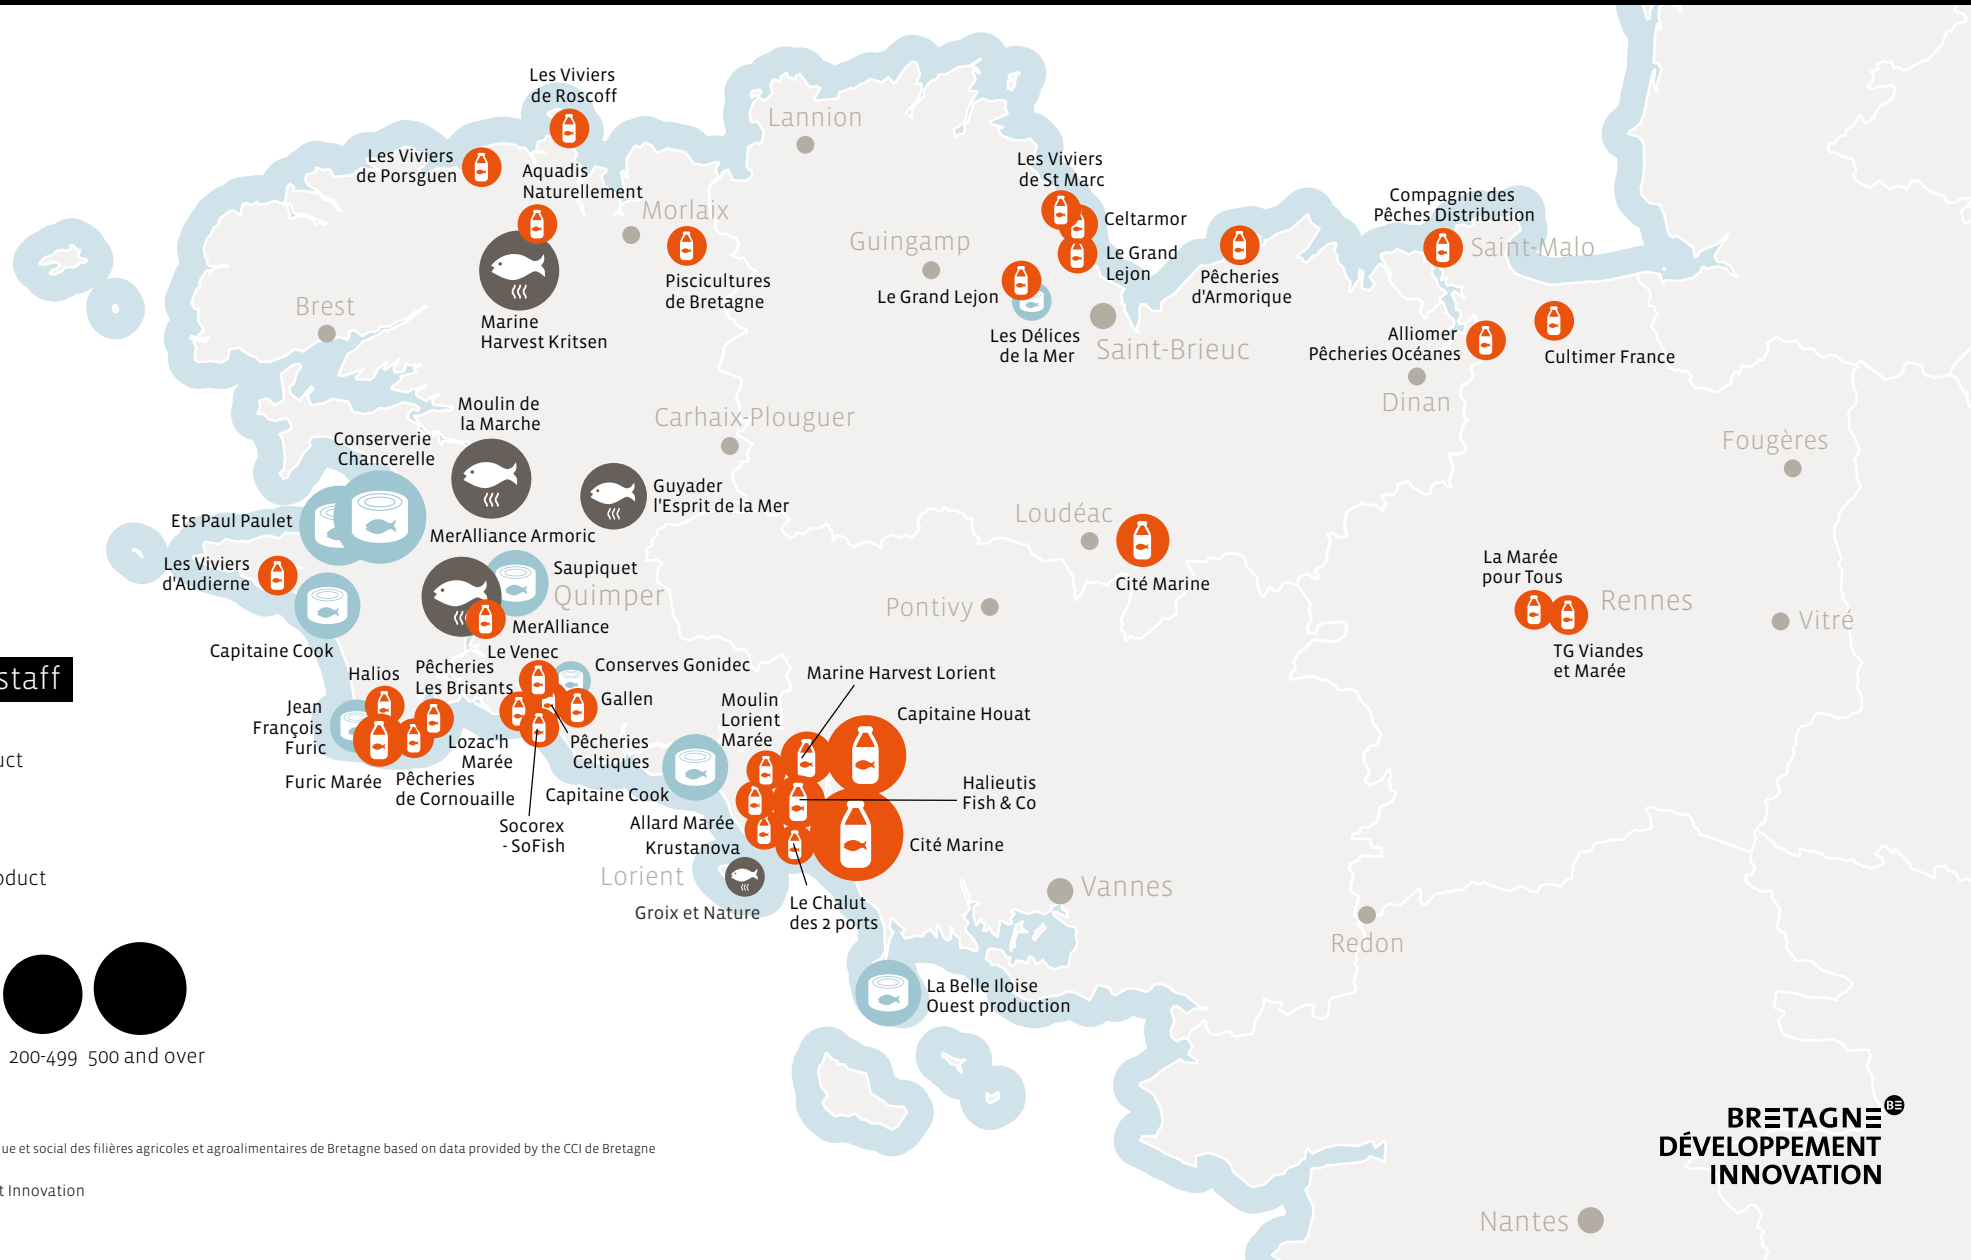 Les Viviers
de Roscoff
Lannion
Les Viviers
de Porsguen
Aquadis
Naturellement
Morlaix
Les Viviers
de St Marc
Celtarmor
Compagnie des
Pêches Distribution
Saint-Malo
Guingamp
Le Grand
Lejon
Pêcheries
d'Armorique
Piscicultures
de Bretagne
Le Grand Lejon
Brest
Marine
Harvest Kritsen
Les Délices
de la Mer
Saint-Brieuc
Alliomer
Pêcheries Océanes
Cultimer France
Dinan
Moulin de
la Marche
Carhaix-Plouguer
Conserverie
Chancerelle
Fougères
Guyader
l'Esprit de la Mer
Ets Paul Paulet
MerAlliance Armoric
Loudéac
Les Viviers
d'Audierne
Saupiquet
Quimper
Cité Marine
La Marée
pour Tous
Rennes
Pontivy
Vitré
MerAlliance
Capitaine Cook
Le Venec
TG Viandes
et Marée
staff
Halios
Pêcheries
Les Brisants
Conserves Gonidec
Marine Harvest Lorient
Jean
François
Furic
Gallen
Moulin
Lorient
Marée
Capitaine Houat
Lozac'h
Marée
Pêcheries
Celtiques
uct
Furic Marée
Pêcheries
de Cornouaille
Capitaine Cook
Halieutis
Fish & Co
Socorex
- SoFish
Allard Marée
Krustanova
Cité Marine
oduct
Lorient
Groix et Nature
Le Chalut
des 2 ports
Vannes
Redon
La Belle Iloise
Ouest production
200-499 500 and over
ue et social des filières agricoles et agroalimentaires de Bretagne based on data provided by the CCI de Bretagne
t Innovation
BRETAGNE BE
DÉVELOPPEMENT
INNOVATION
Nantes